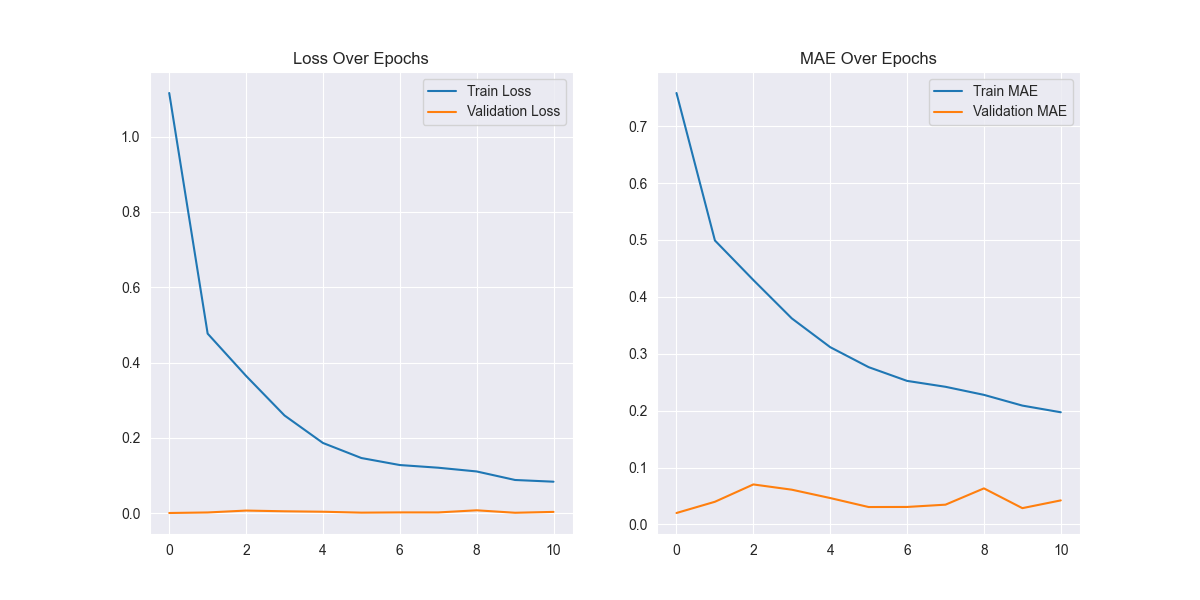 Loss Over Epochs
Train Loss
Validation Loss
1.0
0.8
0.6
0.4
0.2
0.0
0 2 4 6 8 10
MAE Over Epochs
Train MAE
Validation MAE
0.7
0.6
0.5
0.4
0.3
0.2
0.1
0.0
0 2 4 6 8 10